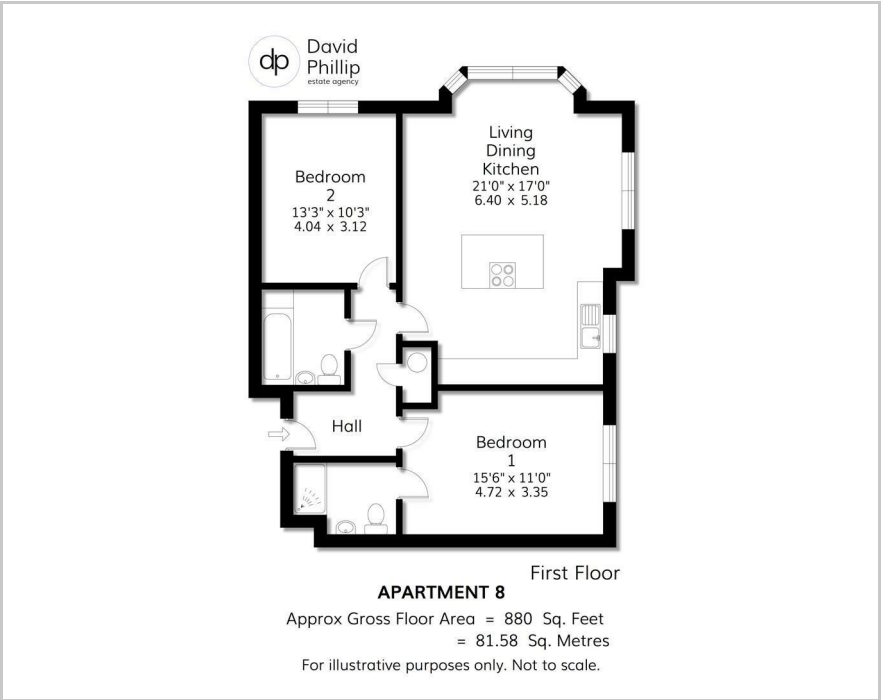 dp
David
Phillip
estate agency
Living
Dining
Kitchen
21'0" x 17'0"
6.40 x 5.18
Bedroom
2
13'3" x 10'3"
4.04 x 3.12
Hall
Bedroom
1
15'6" x 11'0"
4.72 x 3.35
First Floor
APARTMENT 8
Approx Gross Floor Area = 880 Sq. Feet
= 81.58 Sq. Metres
For illustrative purposes only. Not to scale.